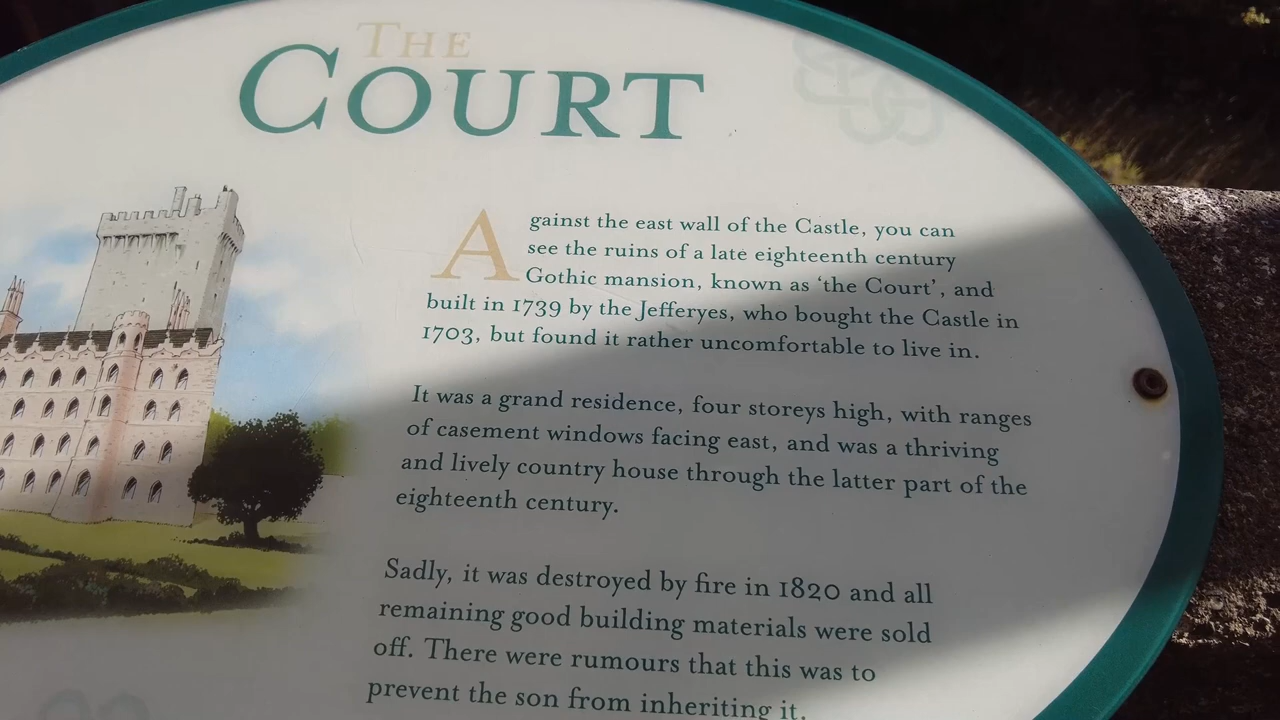 THE
COURT
Against the east wall of the Castle, you can
see the ruins of a late eighteenth century
Gothic mansion, known as ‘the Court’, and
built in 1739 by the Jefferyes, who bought the Castle in
1703, but found it rather uncomfortable to live in.
It was a grand residence, four storeys high, with ranges
of casement windows facing east, and was a thriving
and lively country house through the latter part of the
eighteenth century.
Sadly, it was destroyed by fire in 1820 and all
remaining good building materials were sold
off. There were rumours that this was to
prevent the son from inheriting it.